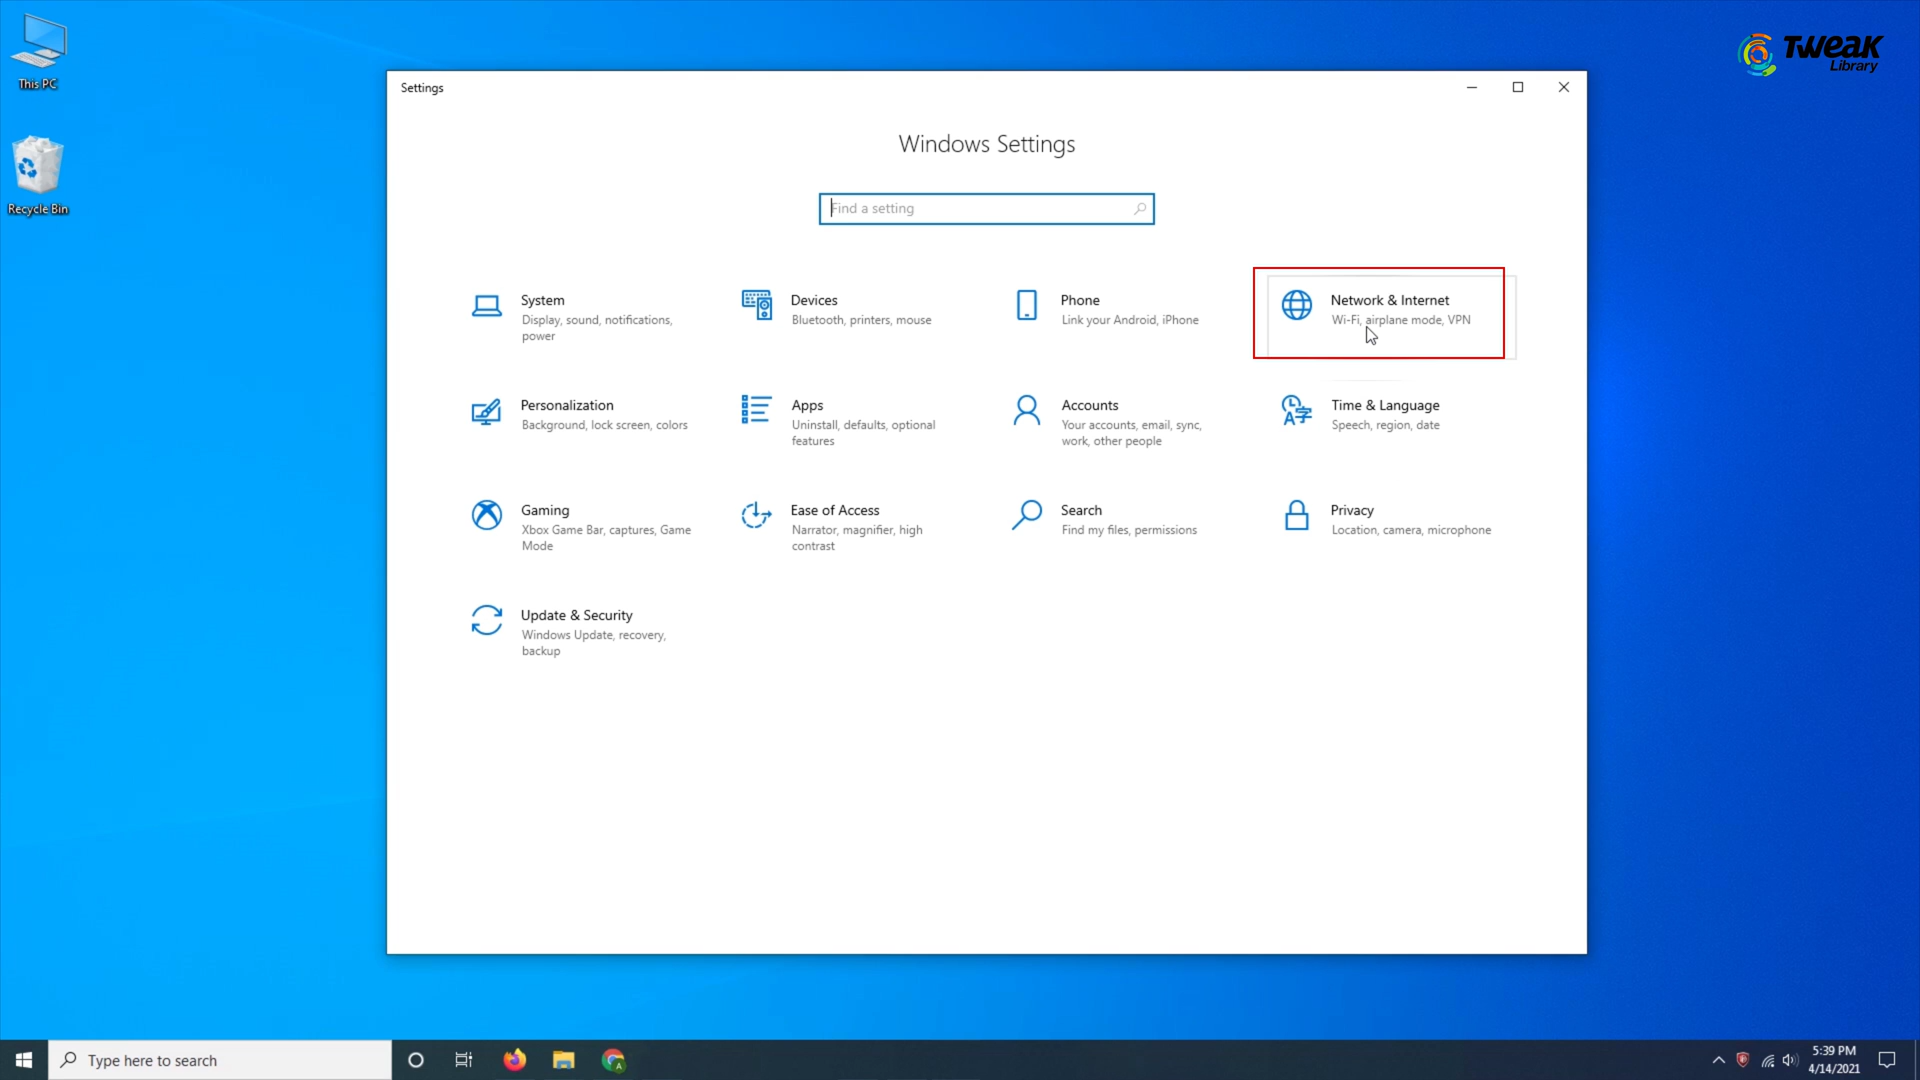 This PC
Recycle Bin
TWEAK
Library
Settings
Windows Settings
Find a setting
System
Display, sound, notifications,
power
Devices
Bluetooth, printers, mouse
Phone
Link your Android, iPhone
Network & Internet
Wi-Fi, airplane mode, VPN
Personalization
Background, lock screen, colors
Apps
Uninstall, defaults, optional
features
Accounts
Your accounts, email, sync,
work, other people
Time & Language
Speech, region, date
Gaming
Xbox Game Bar, captures, Game
Mode
Ease of Access
Narrator, magnifier, high
contrast
Search
Find my files, permissions
Privacy
Location, camera, microphone
Update & Security
Windows Update, recovery,
backup
Type here to search
5:39 PM
4/14/2021